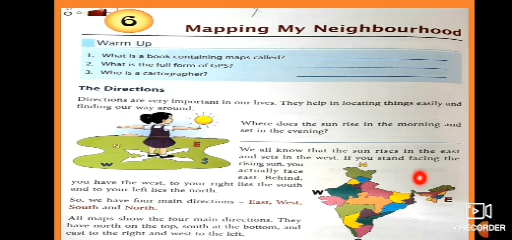 6
Mapping My Neighbourhood
Warm Up
1. What is a book containing maps called?
2. What is the full form of GPS?
3. Who is a cartographer?
The Directions
Directions are very important in our lives. They help in locating things easily and
finding our way around.
Where does the sun rise in the morning and
set in the evening?
N
E
W
S
We all know that the sun rises in the east
and sets in the west. If you stand facing the
rising sun, you
actually face
east. Behind,
you have the west, to your right lies the south
and to your left lies the north.
N
W
E
So, we have four main directions – East, West,
South and North.
All maps show the four main directions. They
have north on the top, south at the bottom, and
east to the right and west to the left.
V.RECORDER